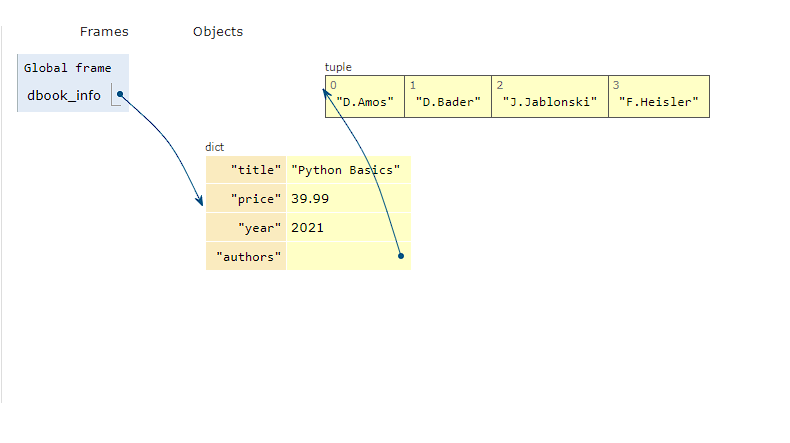 Frames Objects
Global frame
dbook_info
tuple
0 1 2 3
"D.Amos" "D.Bader" "J.Jablonski" "F.Heisler"
dict
"title" "Python Basics"
"price" 39.99
"year" 2021
"authors"